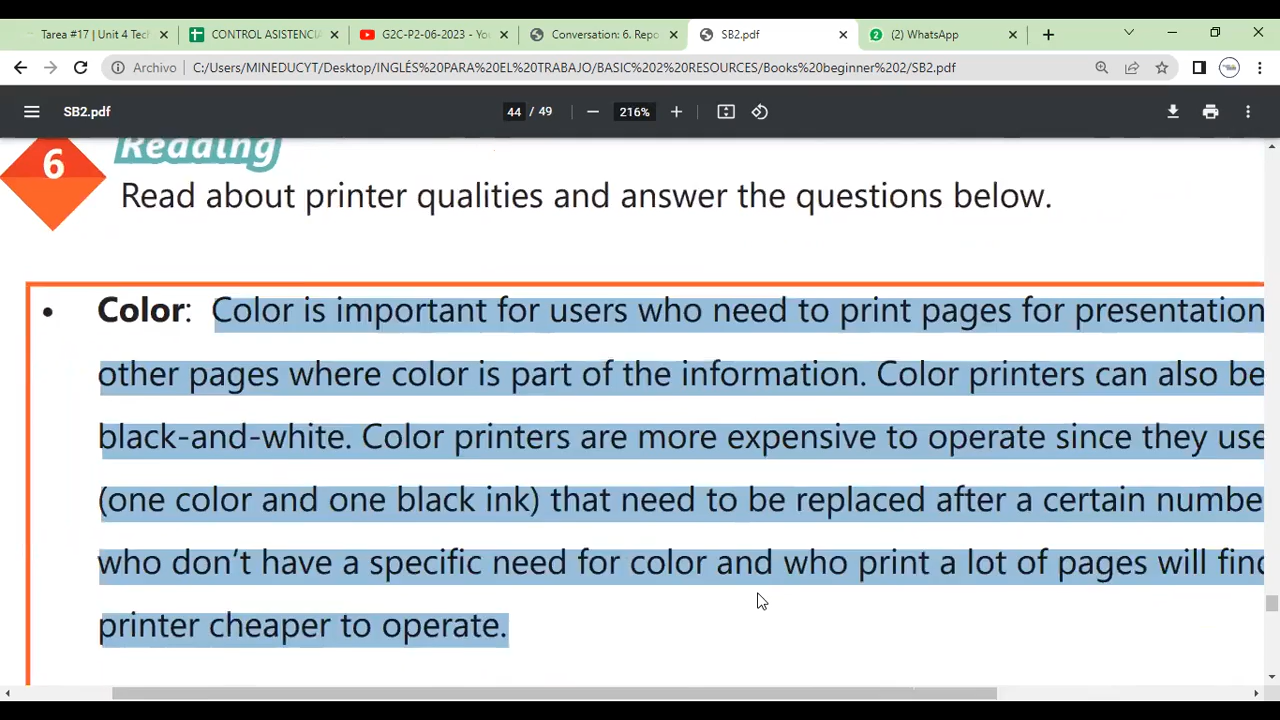 Tarea #17 | Unit 4 Tech
CONTROL ASISTENCIA
G2C-P2-06-2023 - You
Conversation: 6. Repo
SB2.pdf
(2) WhatsApp
Archivo
C:/Users/MINEDUCYT/Desktop/INGLÉS%20PARA%20EL%20TRABAJO/BASIC%202%20RESOURCES/Books%20beginner%202/SB2.pdf
SB2.pdf
44 / 49
216%
6
Reading
Read about printer qualities and answer the questions below.
• Color: Color is important for users who need to print pages for presentation
other pages where color is part of the information. Color printers can also be
black-and-white. Color printers are more expensive to operate since they use
(one color and one black ink) that need to be replaced after a certain numbe
who don't have a specific need for color and who print a lot of pages will find
printer cheaper to operate.